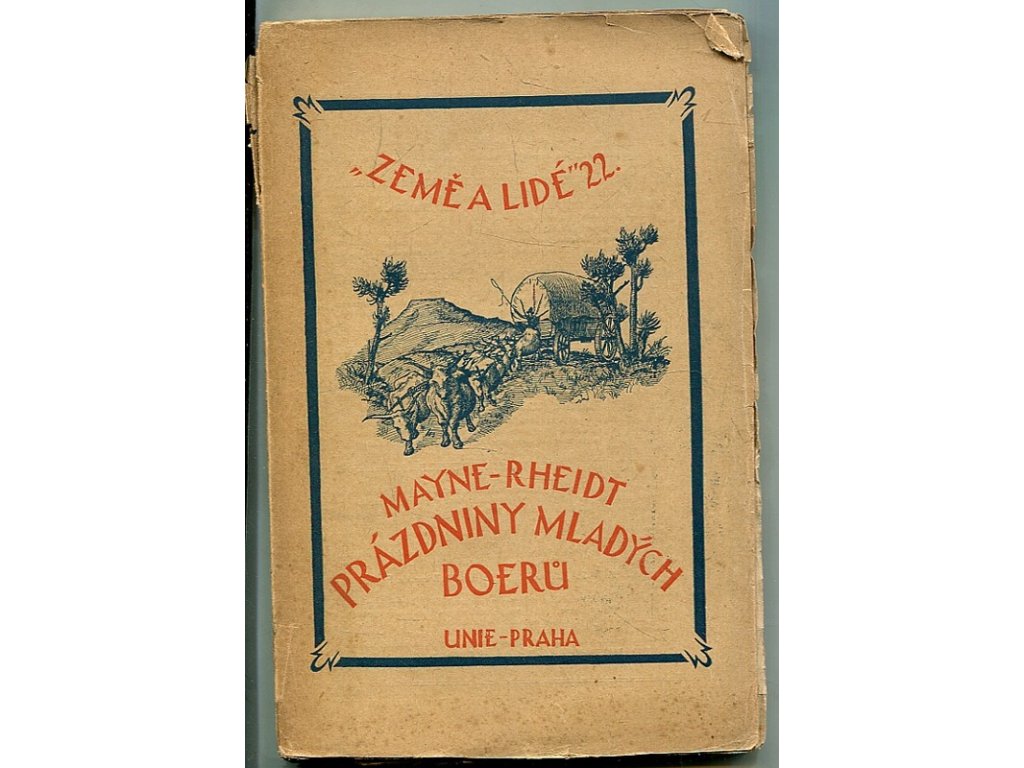 „ZEMĚ A LIDÉ" 22.
MAYNE-RHEIDT
PRÁZDNINY MLADÝCH
BOERŮ
UNIE-PRAHA